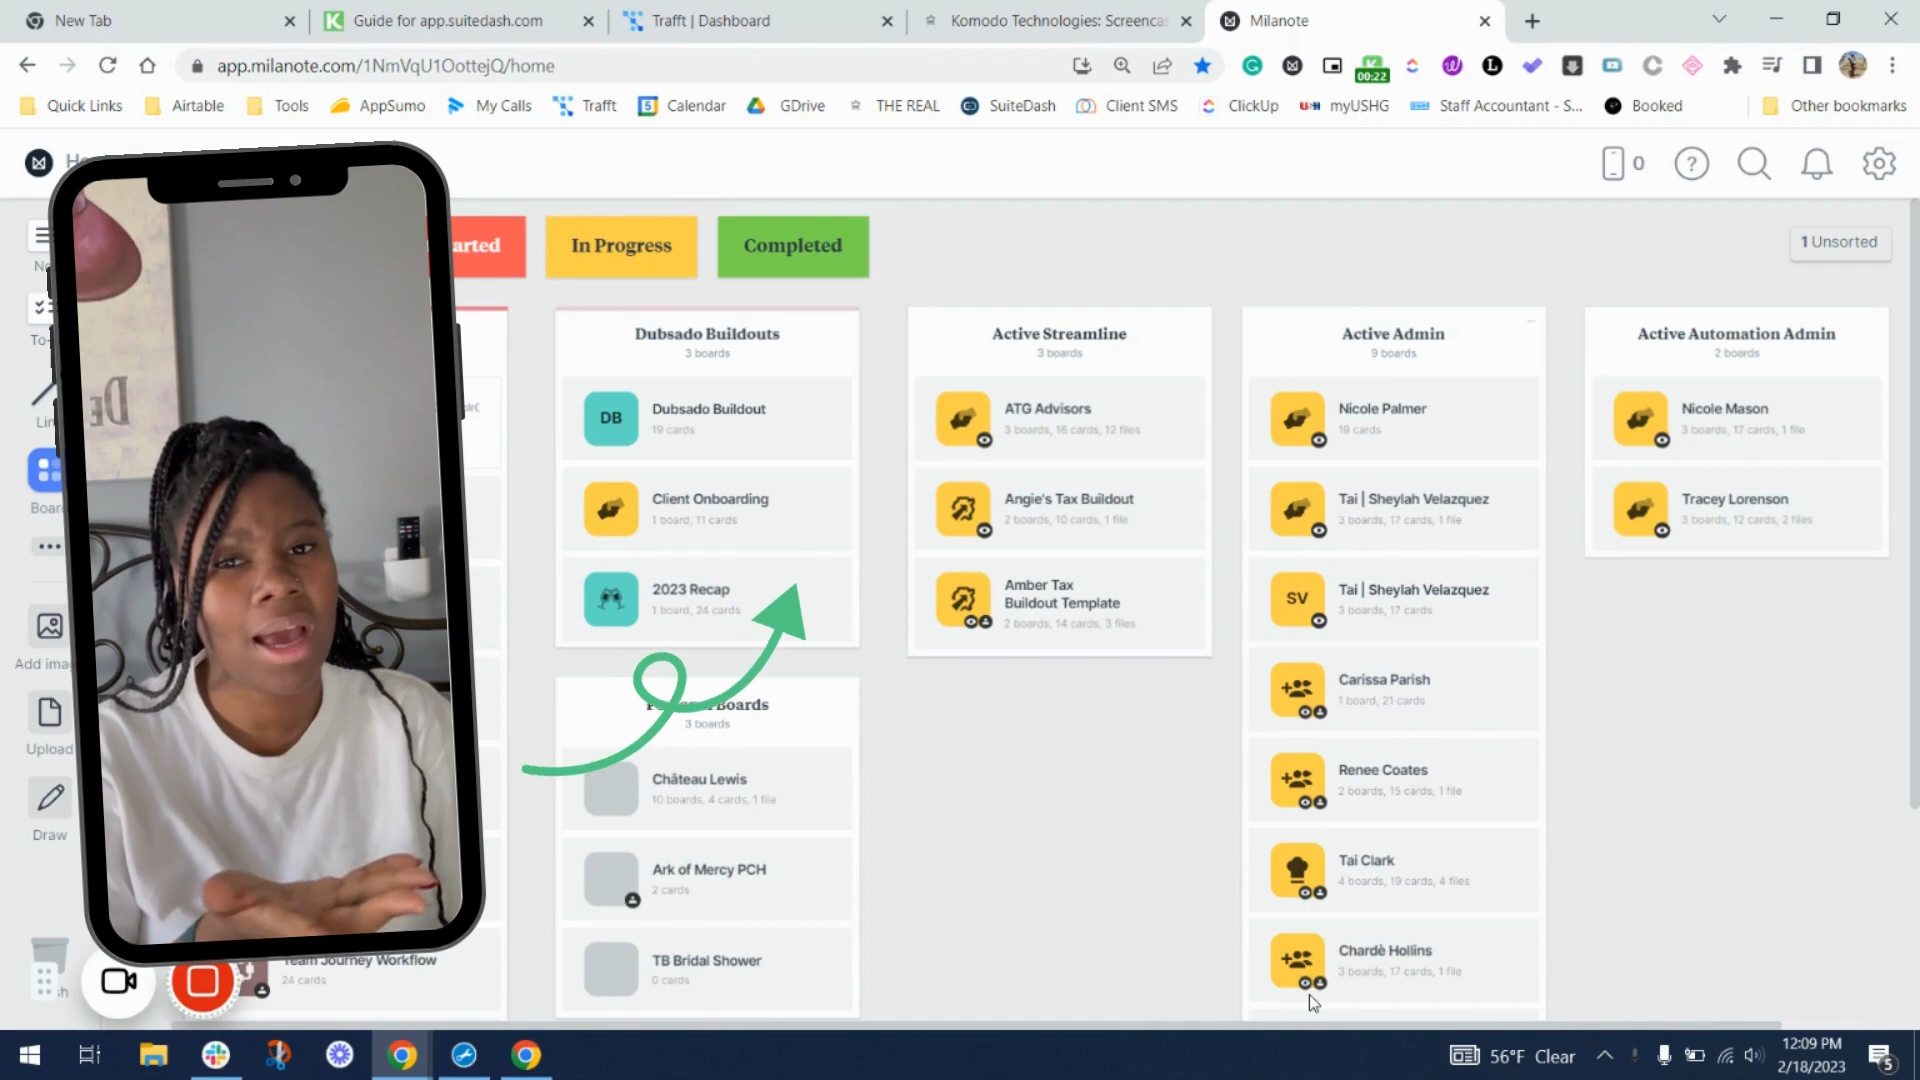 New Tab
Guide for app.suitedash.com
Trafft | Dashboard
Komodo Technologies: Screencas
Milanote
app.milanote.com/1NmVqU1OottejQ/home
00:22
Quick Links
Airtable
Tools
AppSumo
My Calls
Trafft
5
Calendar
GDrive
THE REAL
SuiteDash
Client SMS
ClickUp
myUSHG
Staff Accountant - S...
Booked
Other bookmarks
0
arted
In Progress
Completed
1 Unsorted
Add ima
Upload
Draw
Dubsado Buildouts
3 boards
DB
Dubsado Buildout
19 cards
Client Onboarding
1 board, 11 cards
2023 Recap
1 board, 24 cards
Boards
3 boards
Château Lewis
10 boards, 4 cards, 1 file
Ark of Mercy PCH
2 cards
TB Bridal Shower
0 cards
Team Journey Workflow
24 cards
Active Streamline
3 boards
ATG Advisors
3 boards, 16 cards, 12 files
Angie's Tax Buildout
2 boards, 10 cards, 1 file
Amber Tax
Buildout Template
2 boards, 14 cards, 3 files
Active Admin
9 boards
Nicole Palmer
19 cards
Tai | Sheylah Velazquez
3 boards, 17 cards, 1 file
SV
Tai | Sheylah Velazquez
3 boards, 17 cards
Carissa Parish
1 board, 21 cards
Renee Coates
2 boards, 15 cards, 1 file
Tai Clark
4 boards, 19 cards, 4 files
Chardè Hollins
3 boards, 17 cards, 1 file
Active Automation Admin
2 boards
Nicole Mason
3 boards, 17 cards, 1 file
Tracey Lorenson
3 boards, 12 cards, 2 files
56°F Clear
12:09 PM
2/18/2023
5